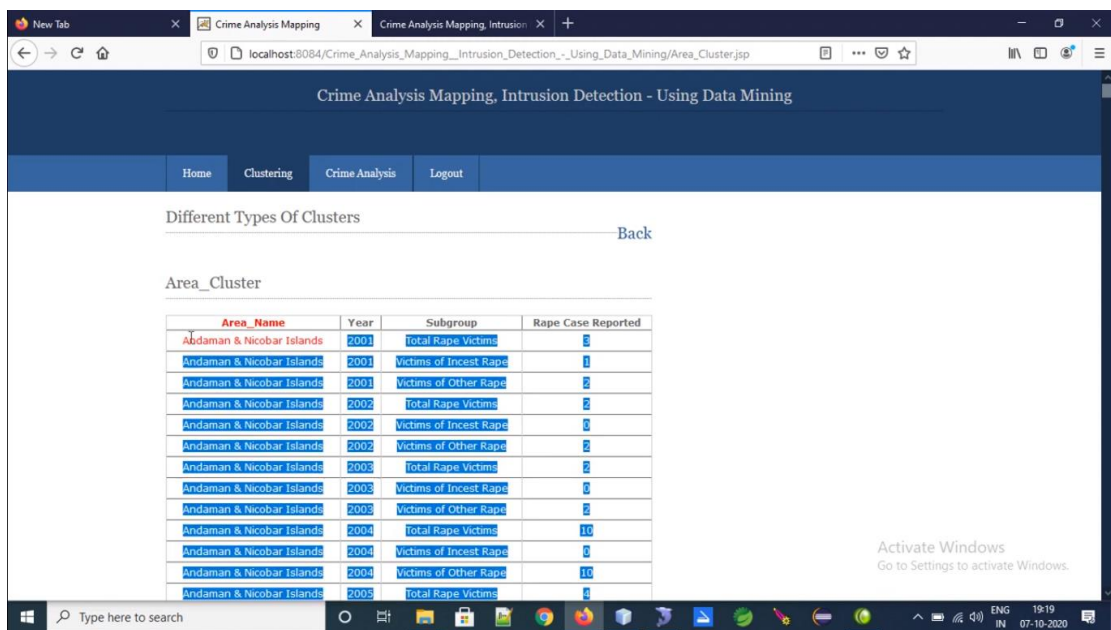 New Tab
Crime Analysis Mapping
Crime Analysis Mapping, Intrusion
localhost:8084/Crime_Analysis_Mapping__Intrusion_Detection_-_Using_Data_Mining/Area_Cluster.jsp
Crime Analysis Mapping, Intrusion Detection - Using Data Mining
Home Clustering Crime Analysis Logout
Different Types Of Clusters
Back
Area_Cluster
Area_Name Year Subgroup Rape Case Reported
Andaman & Nicobar Islands 2001 Total Rape Victims 3
Andaman & Nicobar Islands 2001 Victims of Incest Rape 1
Andaman & Nicobar Islands 2001 Victims of Other Rape 2
Andaman & Nicobar Islands 2002 Total Rape Victims 2
Andaman & Nicobar Islands 2002 Victims of Incest Rape 0
Andaman & Nicobar Islands 2002 Victims of Other Rape 2
Andaman & Nicobar Islands 2003 Total Rape Victims 2
Andaman & Nicobar Islands 2003 Victims of Incest Rape 0
Andaman & Nicobar Islands 2003 Victims of Other Rape 2
Andaman & Nicobar Islands 2004 Total Rape Victims 10
Andaman & Nicobar Islands 2004 Victims of Incest Rape 0
Andaman & Nicobar Islands 2004 Victims of Other Rape 10
Andaman & Nicobar Islands 2005 Total Rape Victims 4
Activate Windows
Go to Settings to activate Windows.
Type here to search
ENG 19:19
IN 07-10-2020